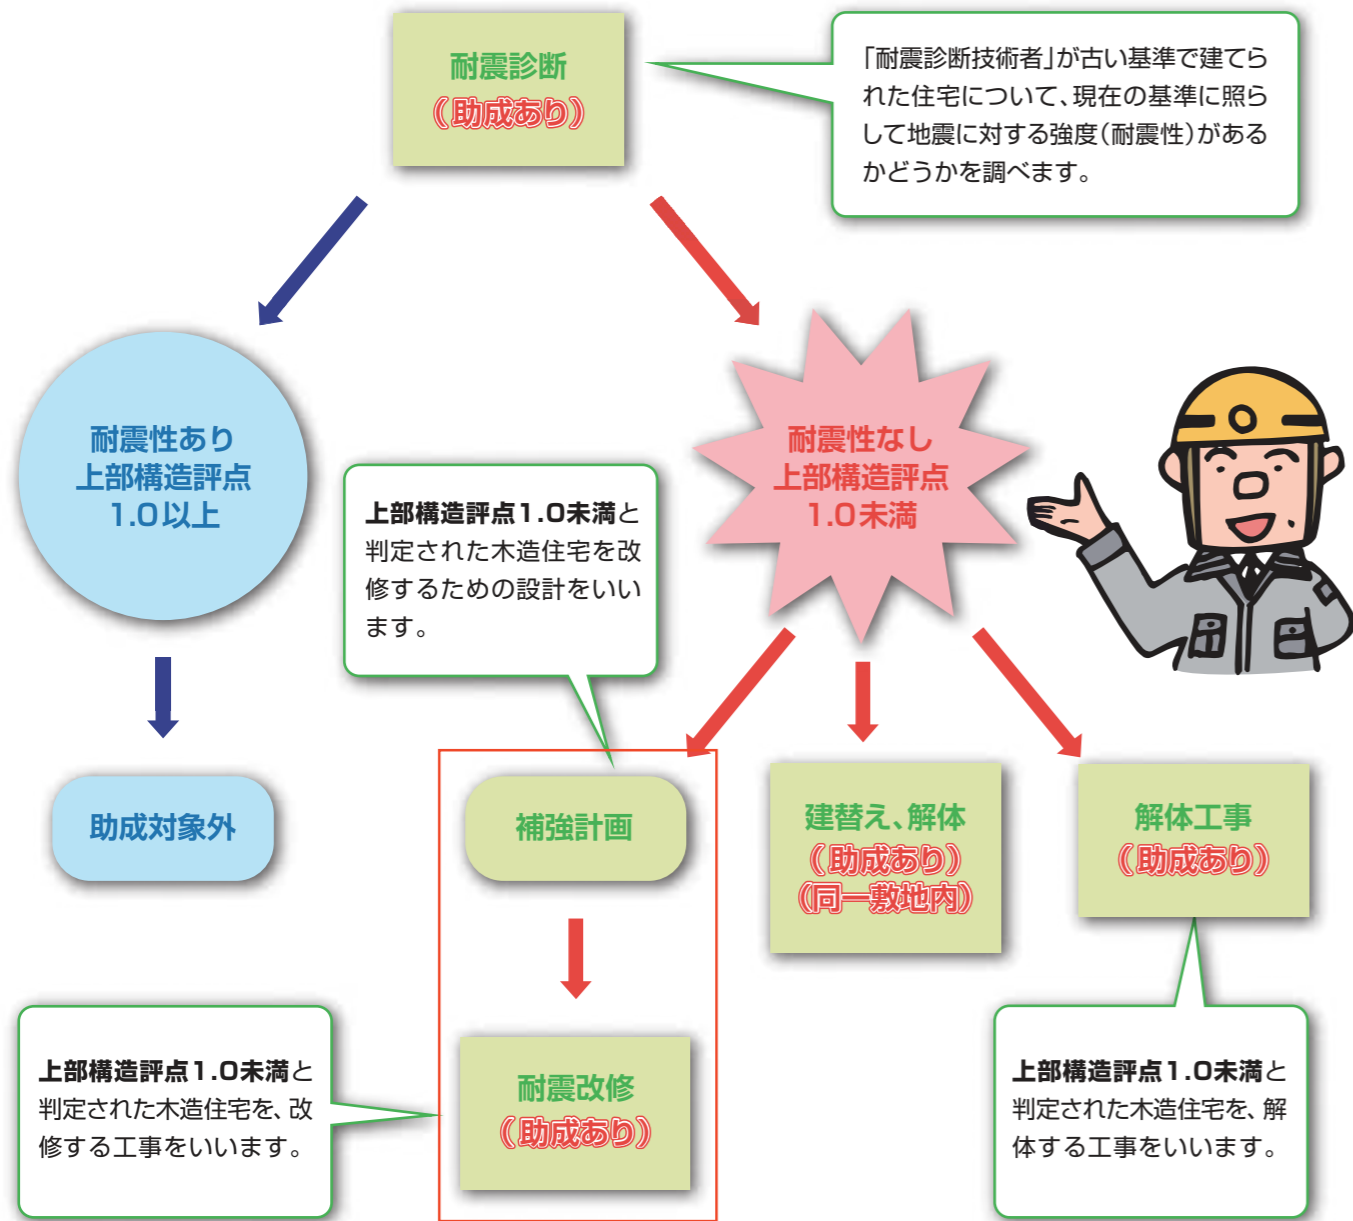 耐震診断
（助成あり）
「耐震診断技術者」が古い基準で建てら
れた住宅について、現在の基準に照ら
して地震に対する強度（耐震性）がある
かどうかを調べます。
耐震性あり
上部構造評点
1.0以上
耐震性なし
上部構造評点
1.0未満
上部構造評点1.0未満と
判定された木造住宅を改
修するための設計をいい
ます。
助成対象外
補強計画
建替え、解体
（助成あり）
（同一敷地内）
解体工事
（助成あり）
上部構造評点1.0未満と
判定された木造住宅を、改
修する工事をいいます。
耐震改修
（助成あり）
上部構造評点1.0未満と
判定された木造住宅を、解
体する工事をいいます。